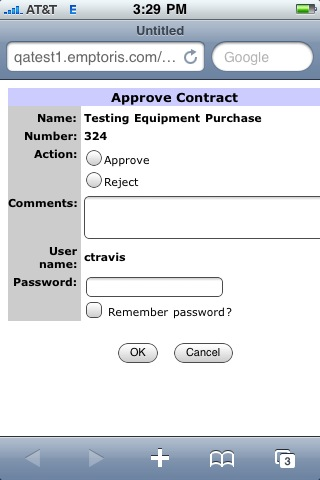 AT&T E 3:29 PM
Untitled
qatest1.emptoris.com/... Google
Approve Contract
Name: Testing Equipment Purchase
Number: 324
Action: Approve
Reject
Comments:
User
name: ctravis
Password:
Remember password?
OK Cancel
3